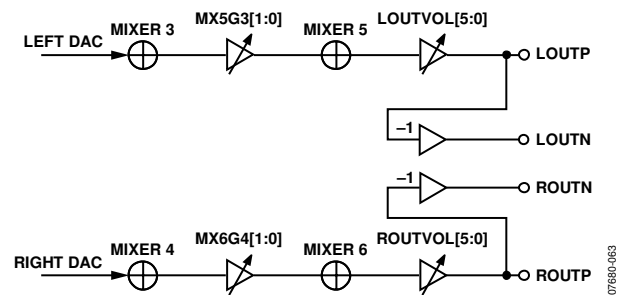 MIXER 3 MX5G3[1:0] MIXER 5 LOUTVOL[5:0]
LEFT DAC LOUTP
–1 LOUTN
–1 ROUTN
MIXER 4 MX6G4[1:0] MIXER 6 ROUTVOL[5:0]
RIGHT DAC ROUTP
07680-063